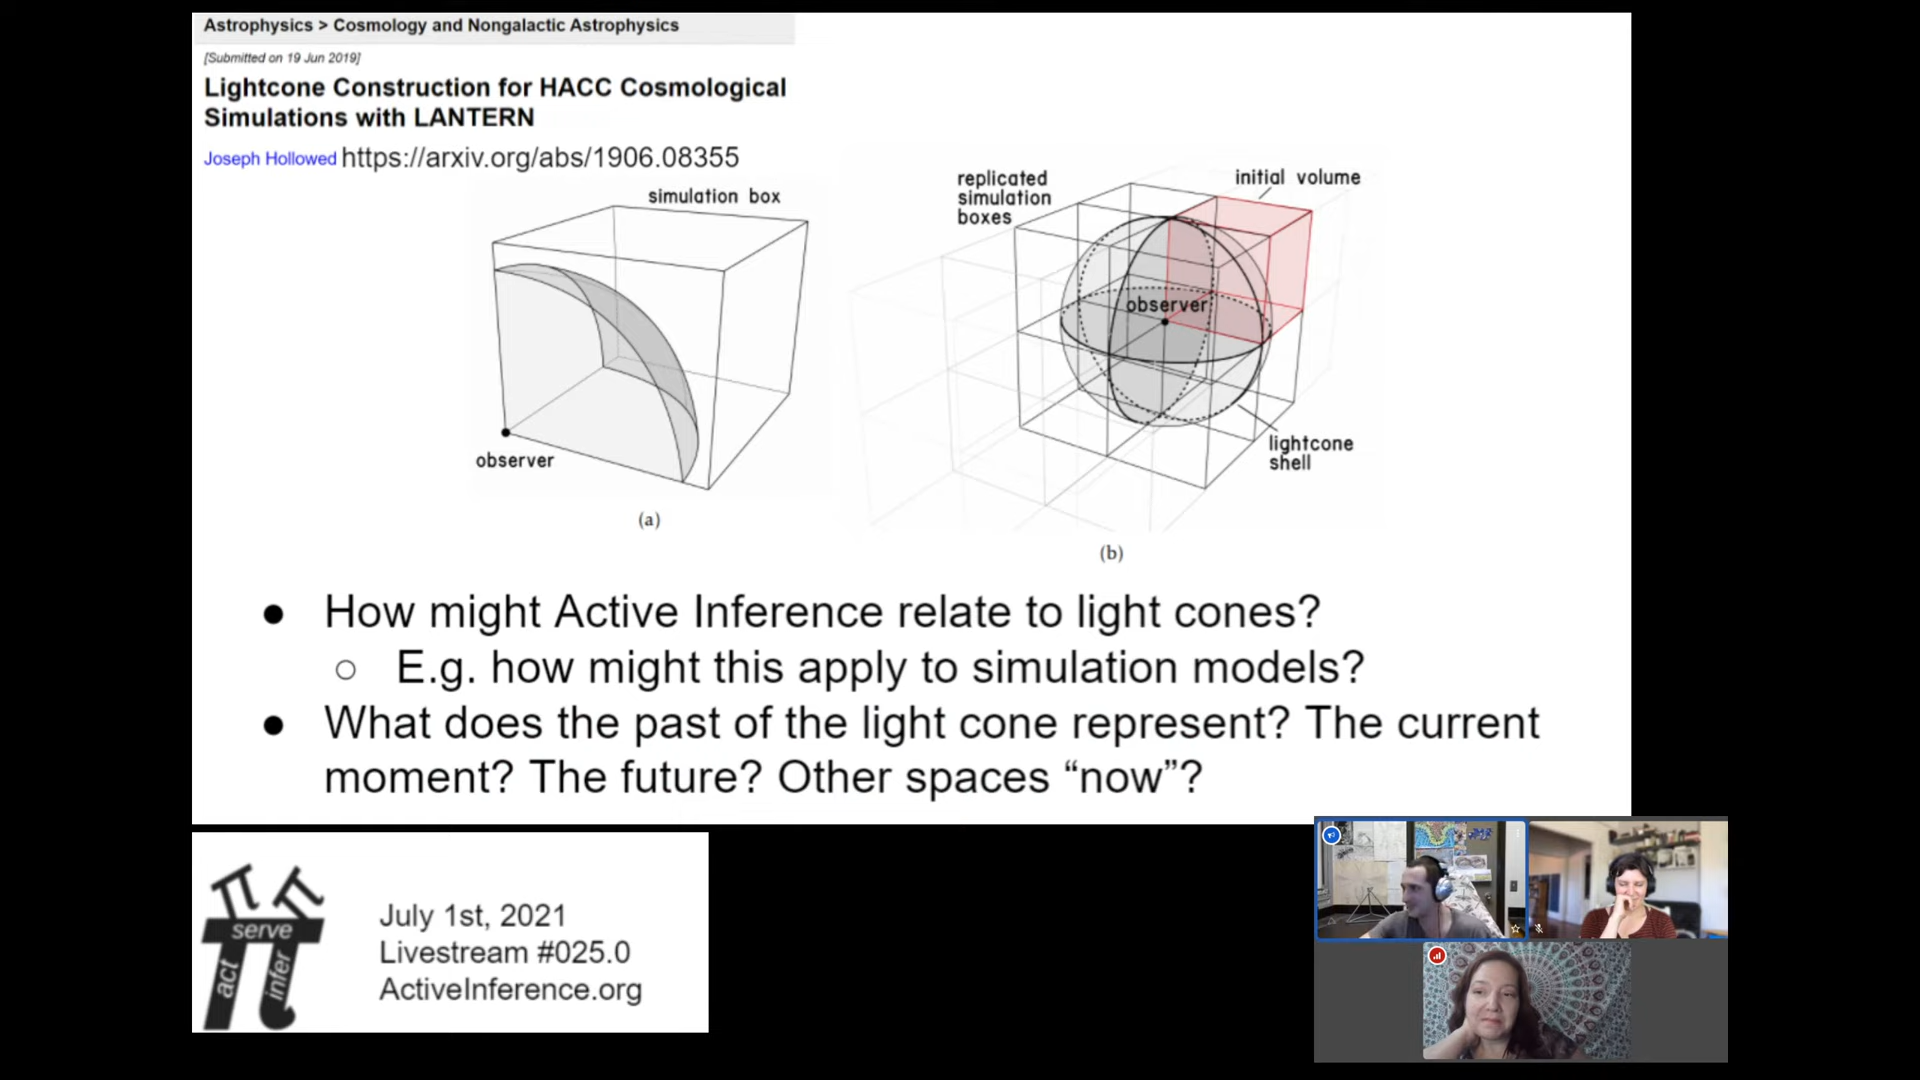 Astrophysics > Cosmology and Nongalactic Astrophysics
[Submitted on 19 Jun 2019]
Lightcone Construction for HACC Cosmological
Simulations with LANTERN
Joseph Hollowed https://arxiv.org/abs/1906.08355
simulation box
observer
(a)
replicated
simulation
boxes
initial volume
observer
lightcone
shell
(b)
● How might Active Inference relate to light cones?
○ E.g. how might this apply to simulation models?
● What does the past of the light cone represent? The current
moment? The future? Other spaces “now”?
serve
act
infer
July 1st, 2021
Livestream #025.0
ActiveInference.org